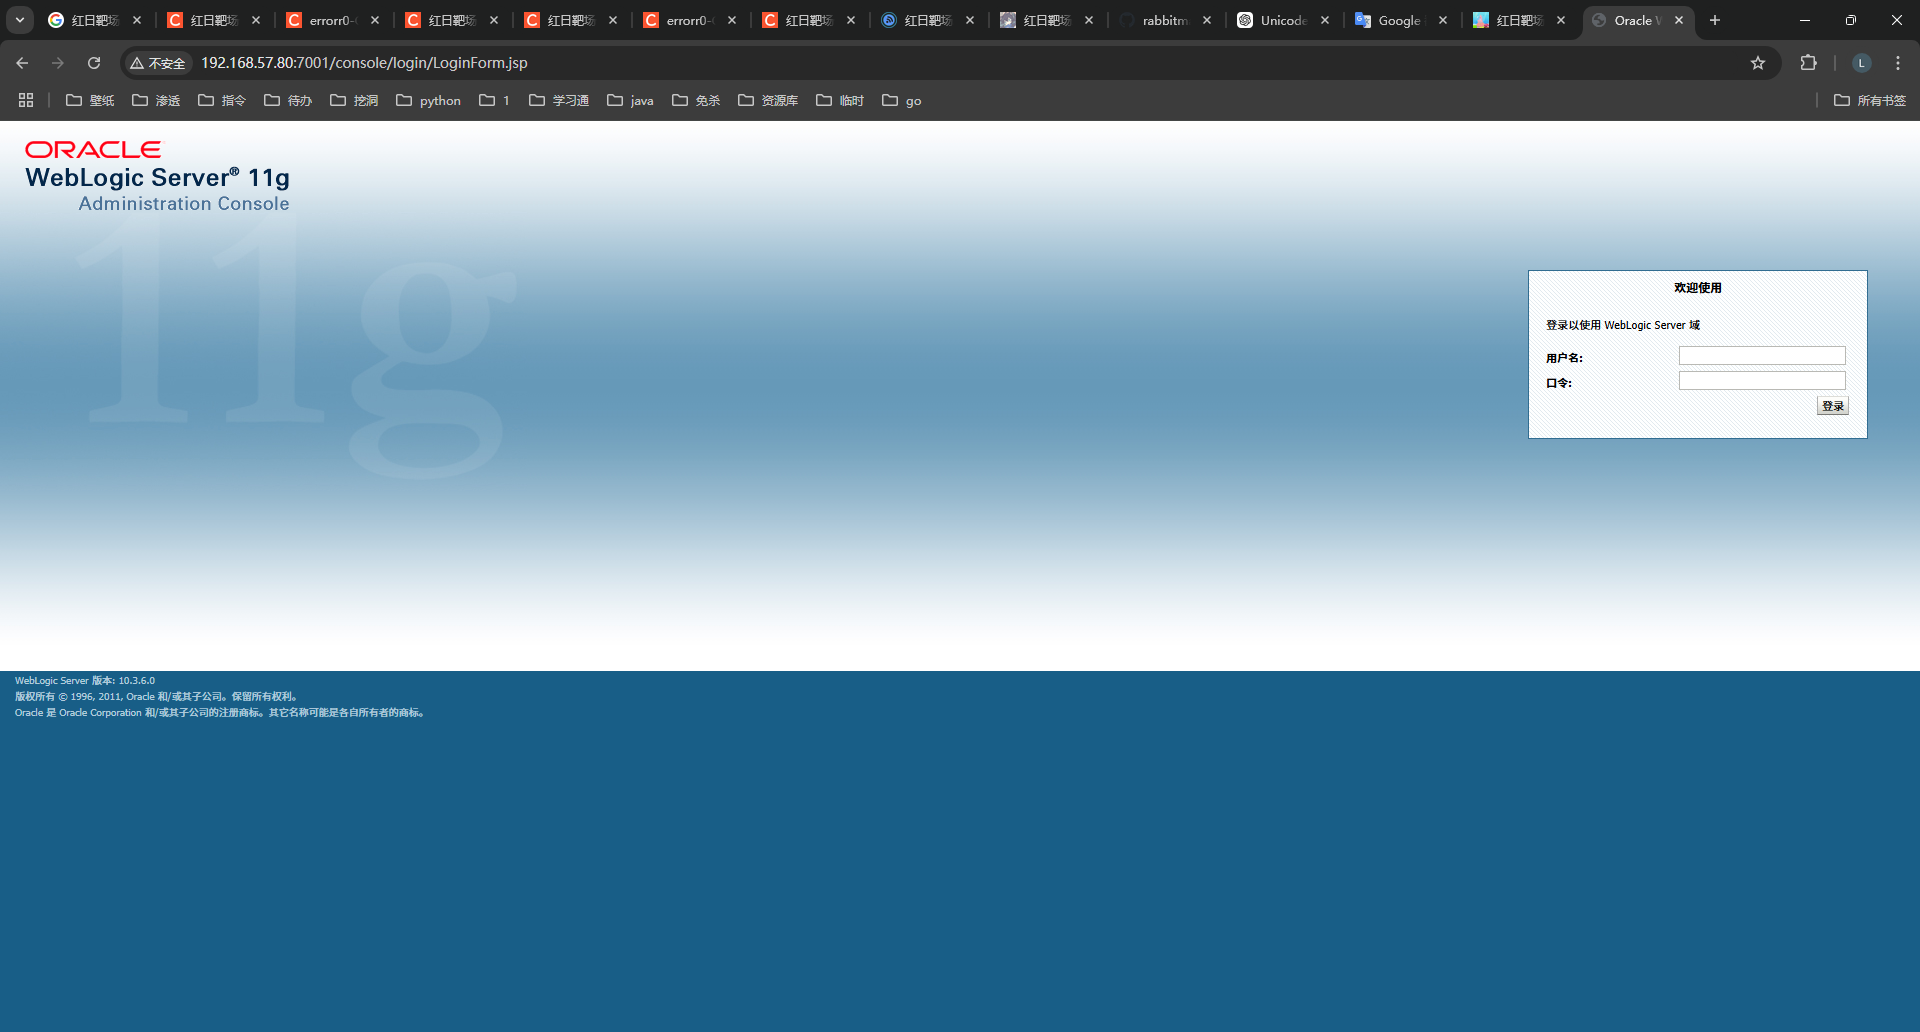 红日靶场
红日靶场
errorr0-
红日靶场
红日靶场
errorr0-
红日靶场
红日靶场
红日靶场
rabbitm
Unicode
Google
红日靶场
Oracle
不安全
192.168.57.80:7001/console/login/LoginForm.jsp
L
壁纸
渗透
指令
待办
挖洞
python
1
学习通
java
免杀
资源库
临时
go
所有书签
ORACLE
WebLogic Server® 11g
Administration Console
11g
欢迎使用
登录以使用 WebLogic Server 域
用户名:
口令:
登录
WebLogic Server 版本: 10.3.6.0
版权所有 © 1996, 2011, Oracle 和/或其子公司。保留所有权利。
Oracle 是 Oracle Corporation 和/或其子公司的注册商标。其它名称可能是各自所有者的商标。